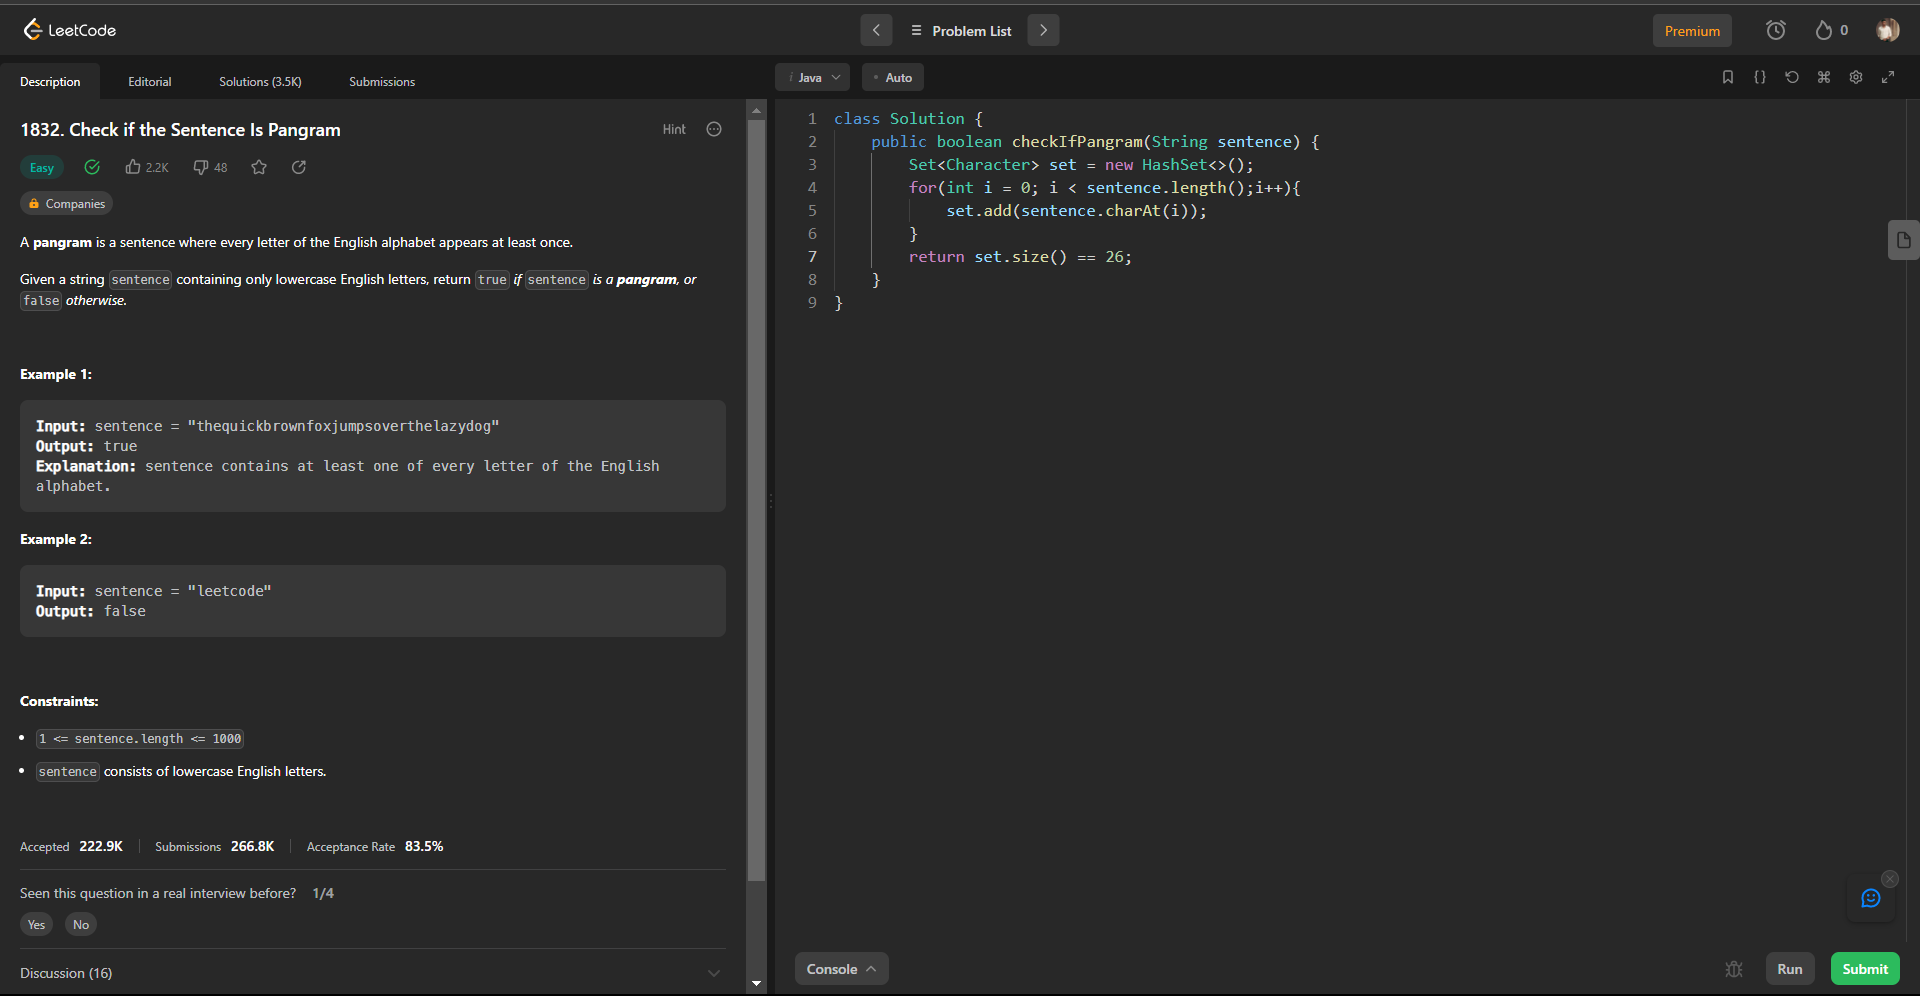 LeetCode
Problem List
Premium
0
Description Editorial Solutions (3.5K) Submissions
1832. Check if the Sentence Is Pangram
Hint
Easy 2.2K 48
Companies
A pangram is a sentence where every letter of the English alphabet appears at least once.
Given a string sentence containing only lowercase English letters, return true if sentence is a pangram, or
false otherwise.
Example 1:
Input: sentence = "thequickbrownfoxjumpsoverthelazydog"
Output: true
Explanation: sentence contains at least one of every letter of the English
alphabet.
Example 2:
Input: sentence = "leetcode"
Output: false
Constraints:
• 1 <= sentence.length <= 1000
• sentence consists of lowercase English letters.
Accepted 222.9K Submissions 266.8K Acceptance Rate 83.5%
Seen this question in a real interview before? 1/4
Yes No
Discussion (16)
i Java • Auto
{}
1 class Solution {
2     public boolean checkIfPangram(String sentence) {
3         Set<Character> set = new HashSet<>();
4         for(int i = 0; i < sentence.length();i++){
5             set.add(sentence.charAt(i));
6         }
7         return set.size() == 26;
8     }
9 }
Console
Run
Submit